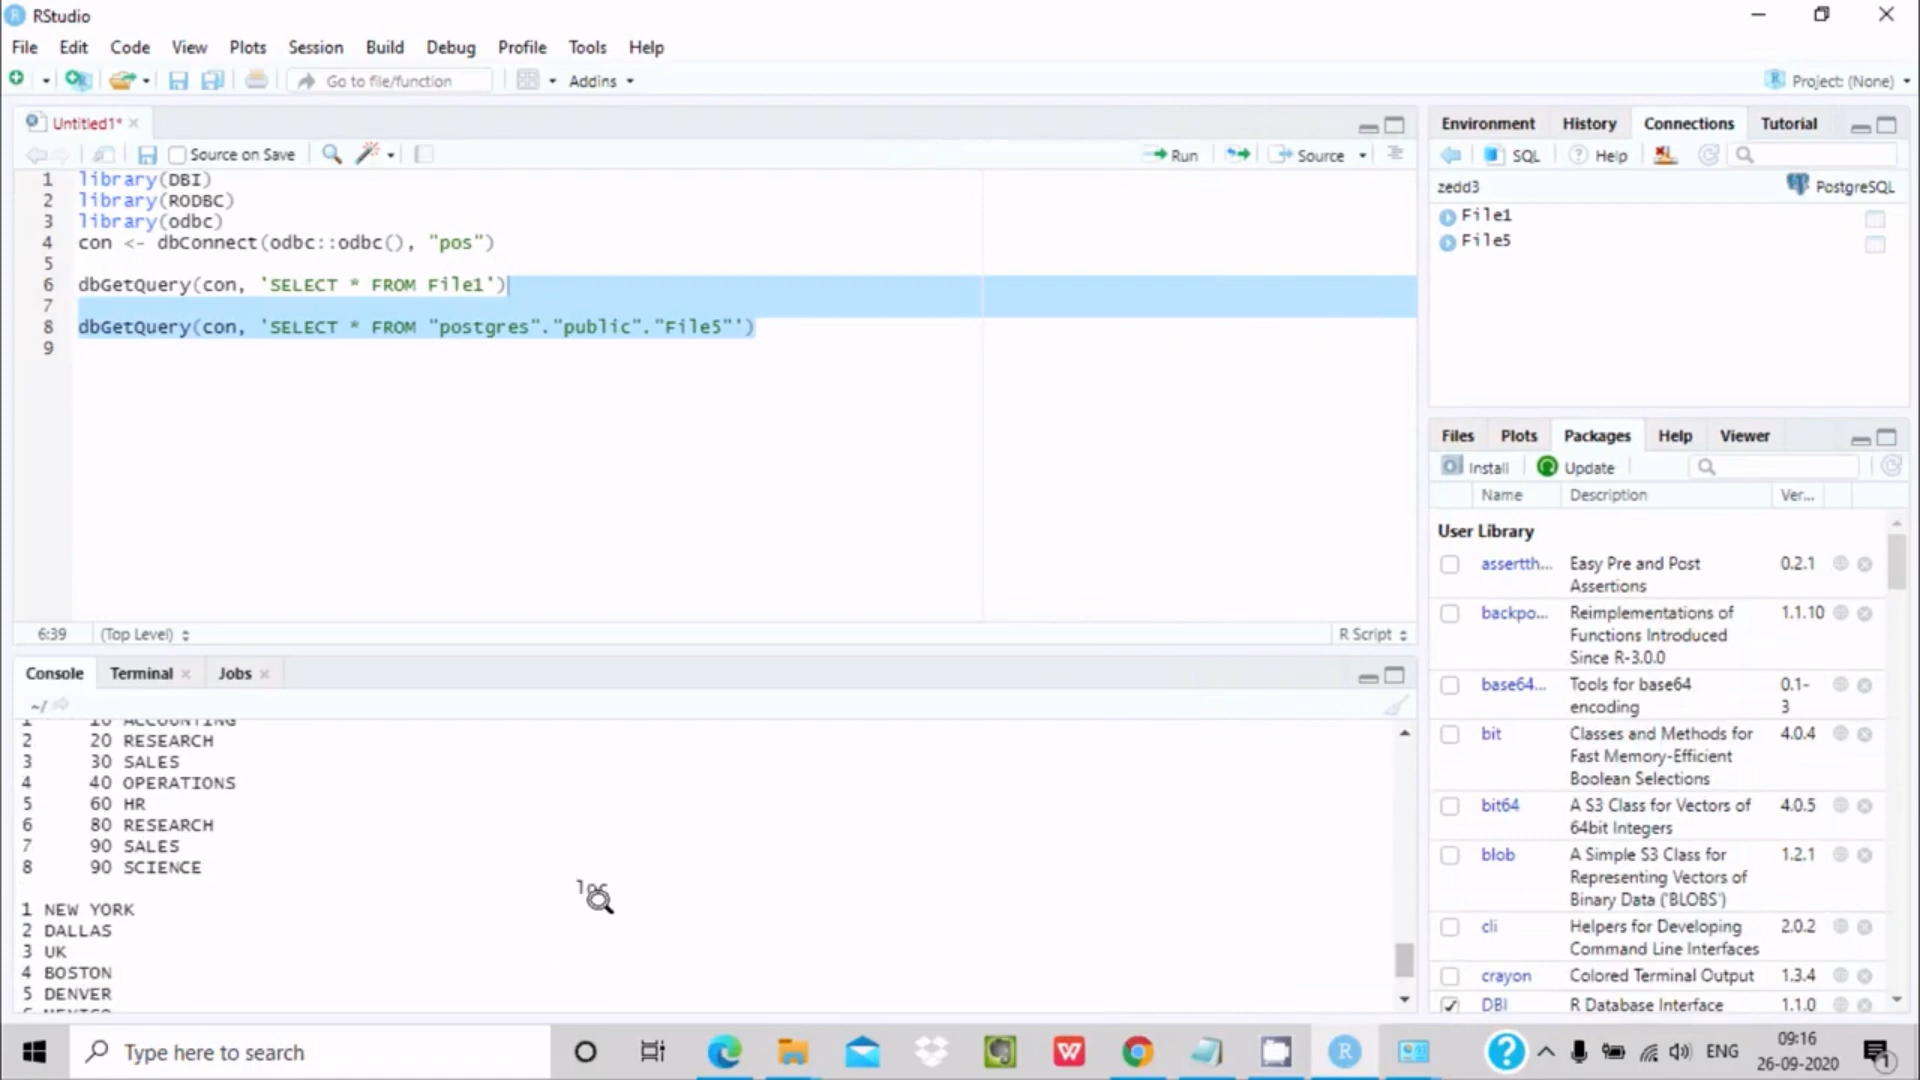 RStudio
File Edit Code View Plots Session Build Debug Profile Tools Help
Go to file/function Addins Project: (None)
Untitled1*
Source on Save Run Source
1 library(DBI)
2 library(RODBC)
3 library(odbc)
4 con <- dbConnect(odbc::odbc(), "pos")
5
6 dbGetQuery(con, 'SELECT * FROM File1')
7
8 dbGetQuery(con, 'SELECT * FROM "postgres"."public"."File5"')
9
6:39 (Top Level) R Script
Console Terminal Jobs
~/
1 10 ACCOUNTING
2 20 RESEARCH
3 30 SALES
4 40 OPERATIONS
5 60 HR
6 80 RESEARCH
7 90 SALES
8 90 SCIENCE
1 NEW YORK
2 DALLAS
3 UK
4 BOSTON
5 DENVER
Environment History Connections Tutorial
SQL Help
zedd3 PostgreSQL
File1
File5
Files Plots Packages Help Viewer
Install Update
Name Description Ver...
User Library
assertth... Easy Pre and Post 0.2.1
Assertions
backpo... Reimplementations of 1.1.10
Functions Introduced
Since R-3.0.0
base64... Tools for base64 0.1-
encoding 3
bit Classes and Methods for 4.0.4
Fast Memory-Efficient
Boolean Selections
bit64 A S3 Class for Vectors of 4.0.5
64bit Integers
blob A Simple S3 Class for 1.2.1
Representing Vectors of
Binary Data ('BLOBS')
cli Helpers for Developing 2.0.2
Command Line Interfaces
crayon Colored Terminal Output 1.3.4
DBI R Database Interface 1.1.0
Type here to search
ENG
09:16
26-09-2020
1